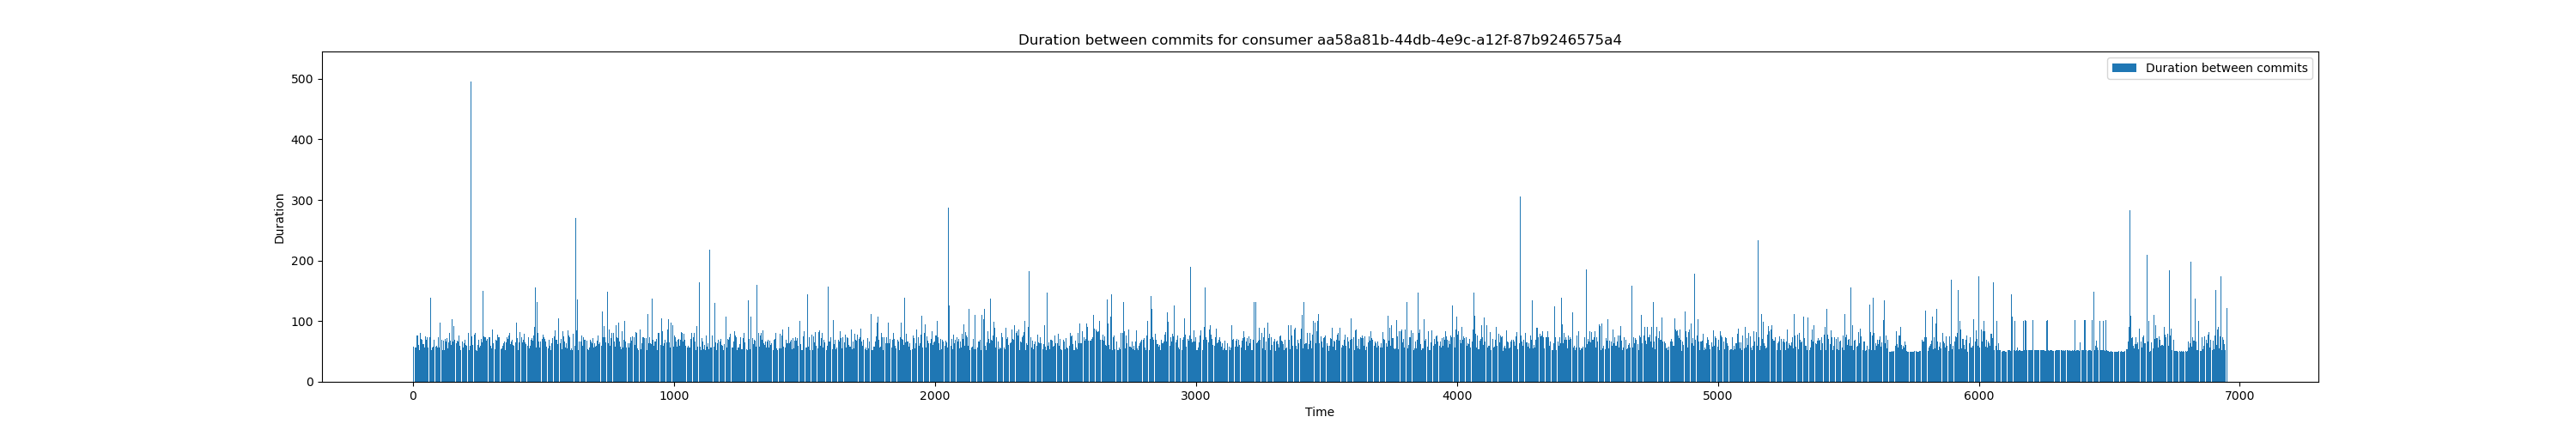 Duration between commits for consumer aa58a81b-44db-4e9c-a12f-87b9246575a4
Duration between commits
500
400
300
200
100
0
Duration
0 1000 2000 3000 4000 5000 6000 7000
Time